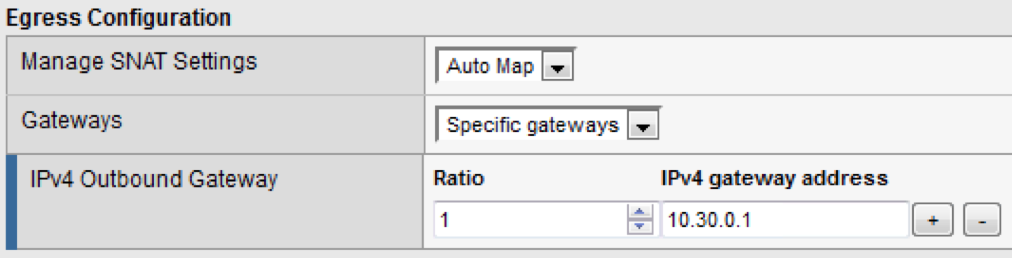 Egress Configuration
Manage SNAT Settings Auto Map
Gateways Specific gateways
IPv4 Outbound Gateway Ratio IPv4 gateway address
1 10.30.0.1 + -